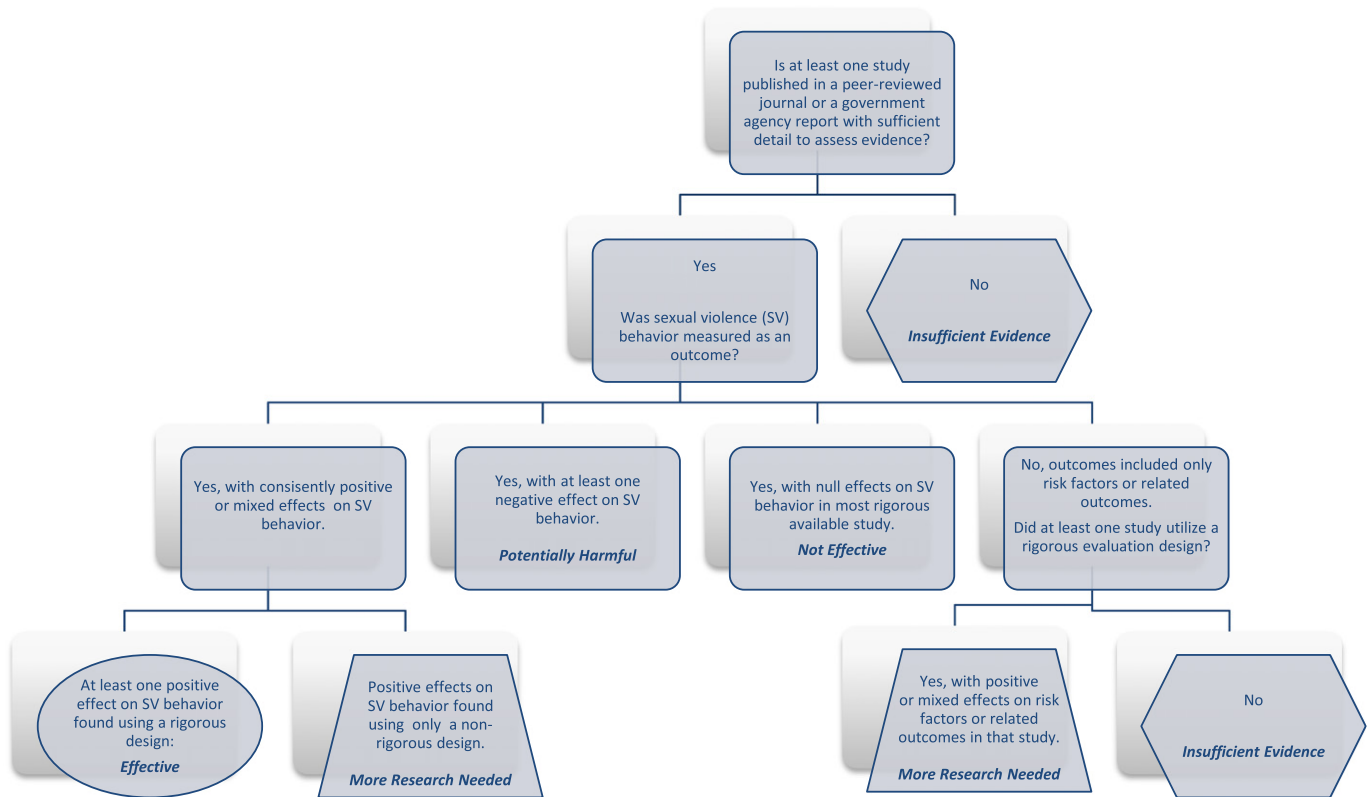 Is at least one study
published in a peer-reviewed
journal or a government
agency report with sufficient
detail to assess evidence?
Yes
Was sexual violence (SV)
behavior measured as an
outcome?
No
Insufficient Evidence
Yes, with consisently positive
or mixed effects on SV
behavior.
Yes, with at least one
negative effect on SV
behavior.
Potentially Harmful
Yes, with null effects on SV
behavior in most rigorous
available study.
Not Effective
No, outcomes included only
risk factors or related
outcomes.
Did at least one study utilize a
rigorous evaluation design?
At least one positive
effect on SV behavior
found using a rigorous
design:
Effective
Positive effects on
SV behavior found
using only a non-
rigorous design.
More Research Needed
Yes, with positive
or mixed effects on risk
factors or related
outcomes in that study.
More Research Needed
No
Insufficient Evidence